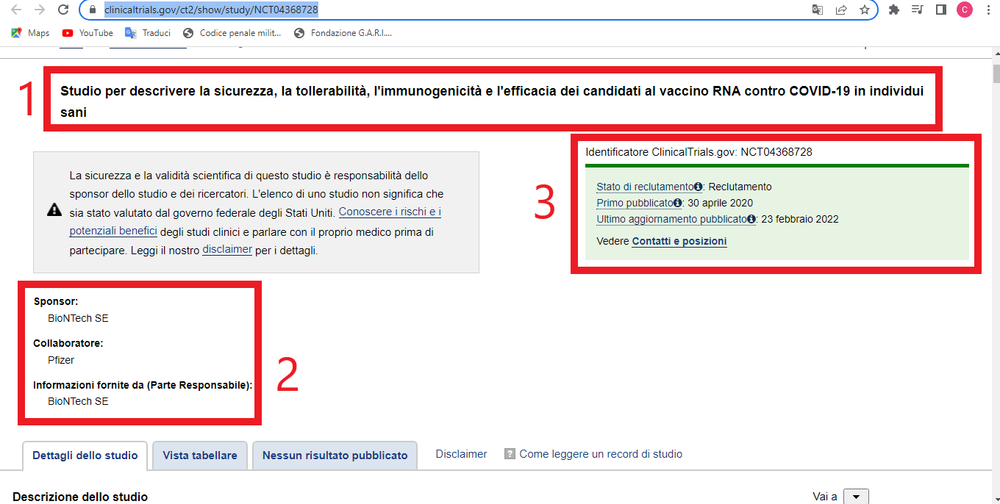 clinicaltrials.gov/ct2/show/study/NCT04368728
C
Maps YouTube Traduci Codice penale milit... Fondazione G.A.R.I....
1
Studio per descrivere la sicurezza, la tollerabilità, l'immunogenicità e l'efficacia dei candidati al vaccino RNA contro COVID-19 in individui
sani
La sicurezza e la validità scientifica di questo studio è responsabilità dello
sponsor dello studio e dei ricercatori. L'elenco di uno studio non significa che
sia stato valutato dal governo federale degli Stati Uniti. Conoscere i rischi e i
potenziali benefici degli studi clinici e parlare con il proprio medico prima di
partecipare. Leggi il nostro disclaimer per i dettagli.
3
Identificatore ClinicalTrials.gov: NCT04368728
Stato di reclutamento : Reclutamento
Primo pubblicato : 30 aprile 2020
Ultimo aggiornamento pubblicato : 23 febbraio 2022
Vedere Contatti e posizioni
Sponsor:
BioNTech SE
Collaboratore:
Pfizer
Informazioni fornite da (Parte Responsabile):
BioNTech SE
2
Dettagli dello studio Vista tabellare Nessun risultato pubblicato Disclaimer ? Come leggere un record di studio
Descrizione dello studio Vai a